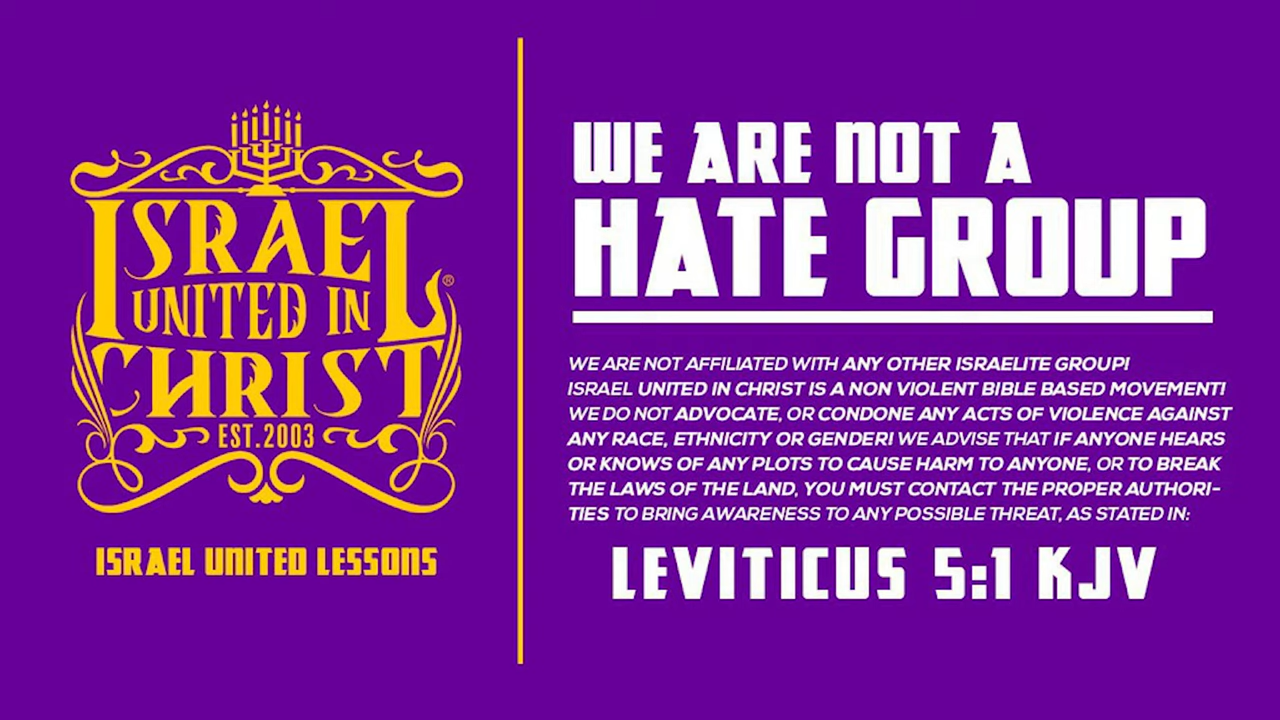 ISRAEL
UNITED IN
CHRIST
®
EST.2003
ISRAEL UNITED LESSONS
WE ARE NOT A
HATE GROUP
WE ARE NOT AFFILIATED WITH ANY OTHER ISRAELITE GROUP!
ISRAEL UNITED IN CHRIST IS A NON VIOLENT BIBLE BASED MOVEMENT!
WE DO NOT ADVOCATE, OR CONDONE ANY ACTS OF VIOLENCE AGAINST
ANY RACE, ETHNICITY OR GENDER! WE ADVISE THAT IF ANYONE HEARS
OR KNOWS OF ANY PLOTS TO CAUSE HARM TO ANYONE, OR TO BREAK
THE LAWS OF THE LAND, YOU MUST CONTACT THE PROPER AUTHORI-
TIES TO BRING AWARENESS TO ANY POSSIBLE THREAT, AS STATED IN:
LEVITICUS 5:1 KJV